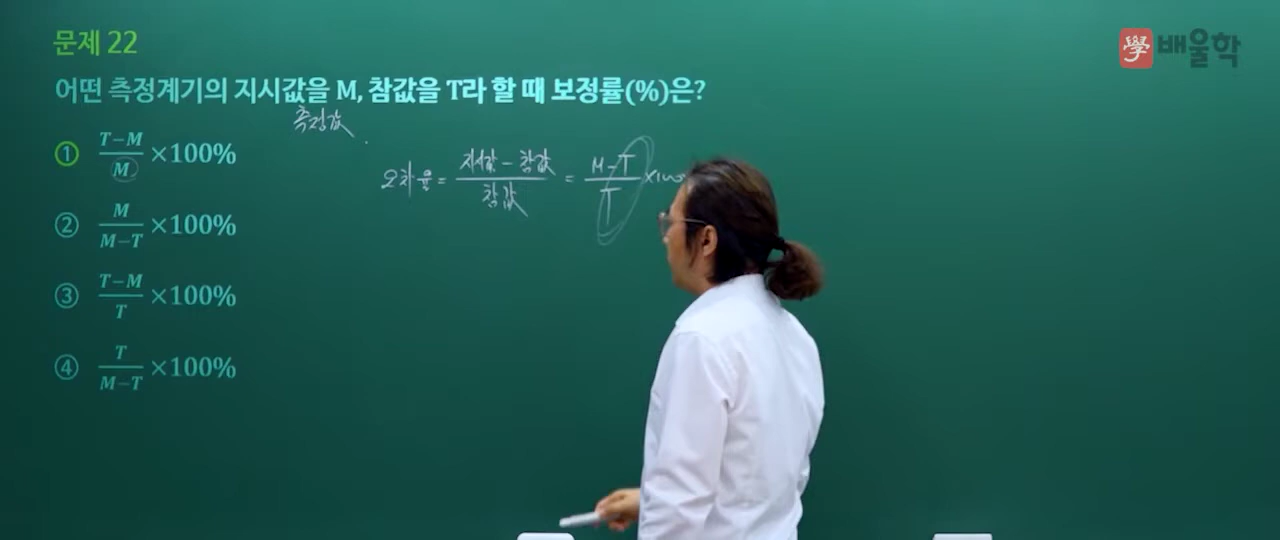 문제 22
學 배울학
어떤 측정계기의 지시값을 M, 참값을 T라 할 때 보정률(%)은?
측정값
① T-M/M ×100%
오차율 = 지시값 - 참값/참값 = M-T/T ×100
② M/M-T ×100%
③ T-M/T ×100%
④ T/M-T ×100%